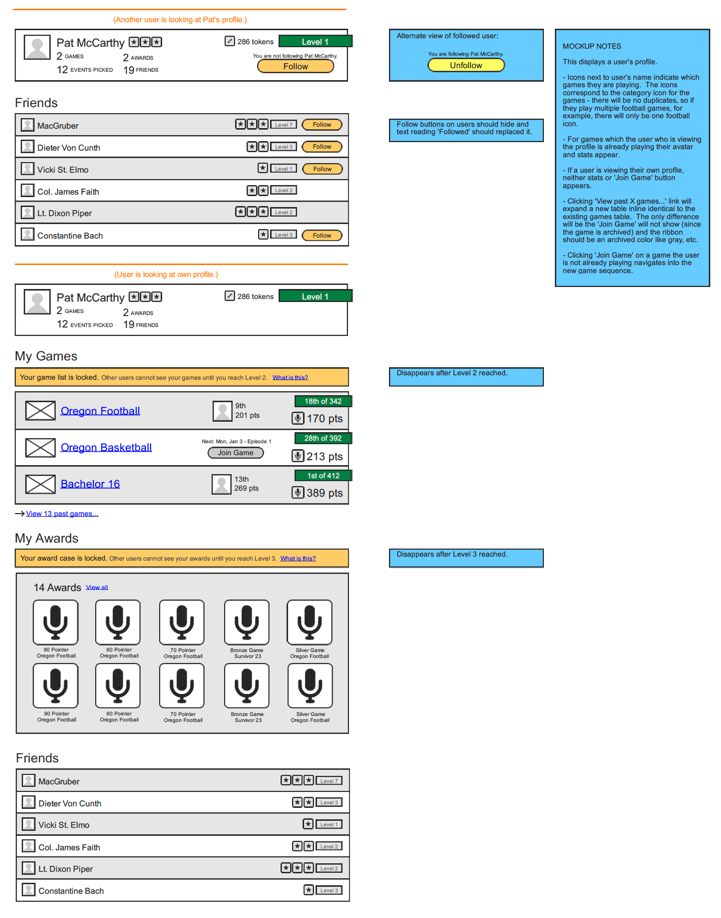 (Another user is looking at Pat's profile.)
Pat McCarthy
2 GAMES
2 AWARDS
12 EVENTS PICKED
19 FRIENDS
286 tokens
Level 1
You are not following Pat McCarthy.
Follow
Alternate view of followed user:
You are following Pat McCarthy.
Unfollow
MOCKUP NOTES
This displays a user's profile.
- Icons next to user's name indicate which
games they are playing. The icons
correspond to the category icon for the
games - there will be no duplicates, so if
they play multiple football games, for
example, there will only be one football
icon.
- For games which the user who is viewing
the profile is already playing their avatar
and stats appear.
- If a user is viewing their own profile,
neither stats or 'Join Game' button
appears.
- Clicking 'View past X games...' link will
expand a new table inline identical to the
existing games table. The only difference
will be the 'Join Game' will not show (since
the game is archived) and the ribbon
should be an archived color like gray, etc.
- Clicking 'Join Game' on a game the user
is not already playing navigates into the
new game sequence.
Friends
MacGruber Level 7 Follow
Dieter Von Cunth Level 3 Follow
Vicki St. Elmo Level 1 Follow
Col. James Faith Level 2
Lt. Dixon Piper Level 2
Constantine Bach Level 3 Follow
Follow buttons on users should hide and
text reading 'Followed' should replaced it.
(User is looking at own profile.)
Pat McCarthy
2 GAMES
2 AWARDS
12 EVENTS PICKED
19 FRIENDS
286 tokens
Level 1
My Games
Your game list is locked. Other users cannot see your games until you reach Level 2. What is this?
Disappears after Level 2 reached.
Oregon Football
9th
201 pts
18th of 342
170 pts
Oregon Basketball
Next: Mon, Jan 3 - Episode 1
Join Game
28th of 392
213 pts
Bachelor 16
13th
269 pts
1st of 412
389 pts
View 13 past games...
My Awards
Your award case is locked. Other users cannot see your awards until you reach Level 3. What is this?
Disappears after Level 3 reached.
14 Awards View all
90 Pointer
Oregon Football
80 Pointer
Oregon Football
70 Pointer
Oregon Football
Bronze Game
Survivor 23
Silver Game
Oregon Football
90 Pointer
Oregon Football
80 Pointer
Oregon Football
70 Pointer
Oregon Football
Bronze Game
Survivor 23
Silver Game
Oregon Football
Friends
MacGruber Level 7
Dieter Von Cunth Level 3
Vicki St. Elmo Level 1
Col. James Faith Level 2
Lt. Dixon Piper Level 2
Constantine Bach Level 3